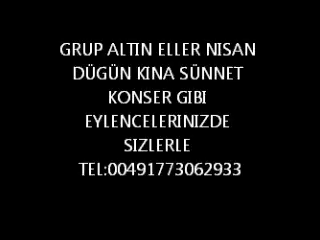 GRUP ALTIN ELLER NISAN
DÜGÜN KINA SÜNNET
KONSER GIBI
EYLENCELERINIZDE
SIZLERLE
TEL:00491773062933